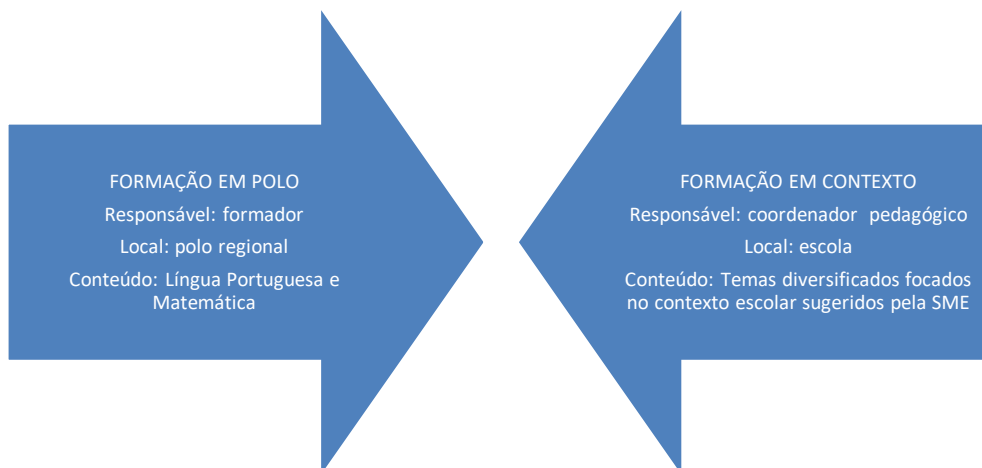 FORMAÇÃO EM POLO
Responsável: formador
Local: polo regional
Conteúdo: Língua Portuguesa e
Matemática
FORMAÇÃO EM CONTEXTO
Responsável: coordenador pedagógico
Local: escola
Conteúdo: Temas diversificados focados
no contexto escolar sugeridos pela SME